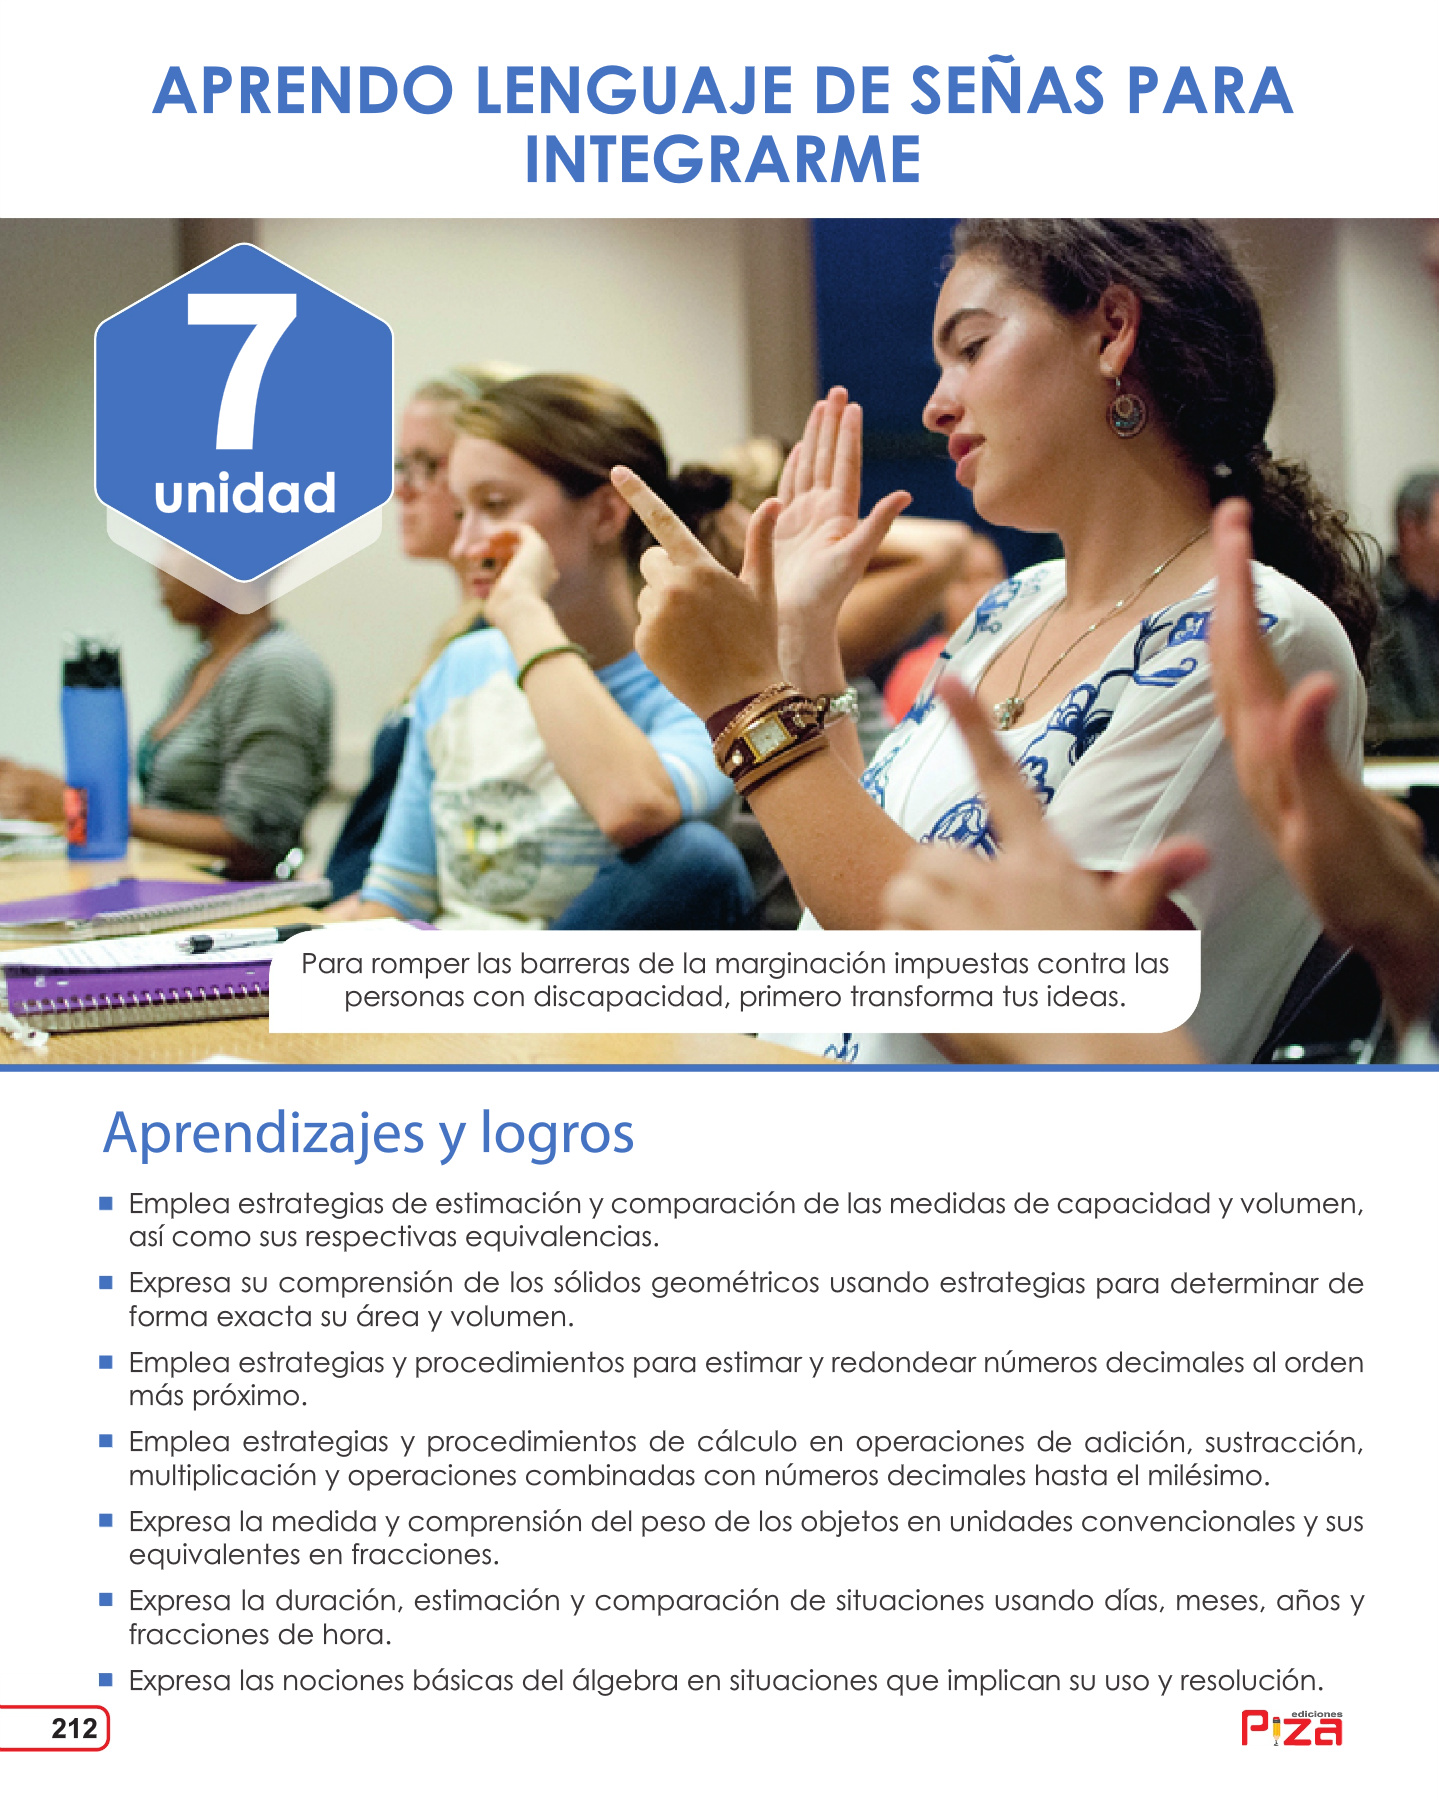 APRENDO LENGUAJE DE SEÑAS PARA
INTEGRARME
7
unidad
Para romper las barreras de la marginación impuestas contra las
personas con discapacidad, primero transforma tus ideas.
Aprendizajes y logros
Emplea estrategias de estimación y comparación de las medidas de capacidad y volumen,
así como sus respectivas equivalencias.
Expresa su comprensión de los sólidos geométricos usando estrategias para determinar de
forma exacta su área y volumen.
Emplea estrategias y procedimientos para estimar y redondear números decimales al orden
más próximo.
Emplea estrategias y procedimientos de cálculo en operaciones de adición, sustracción,
multiplicación y operaciones combinadas con números decimales hasta el milésimo.
Expresa la medida y comprensión del peso de los objetos en unidades convencionales y sus
equivalentes en fracciones.
Expresa la duración, estimación y comparación de situaciones usando días, meses, años y
fracciones de hora.
Expresa las nociones básicas del álgebra en situaciones que implican su uso y resolución.
212
ediciones
Piza